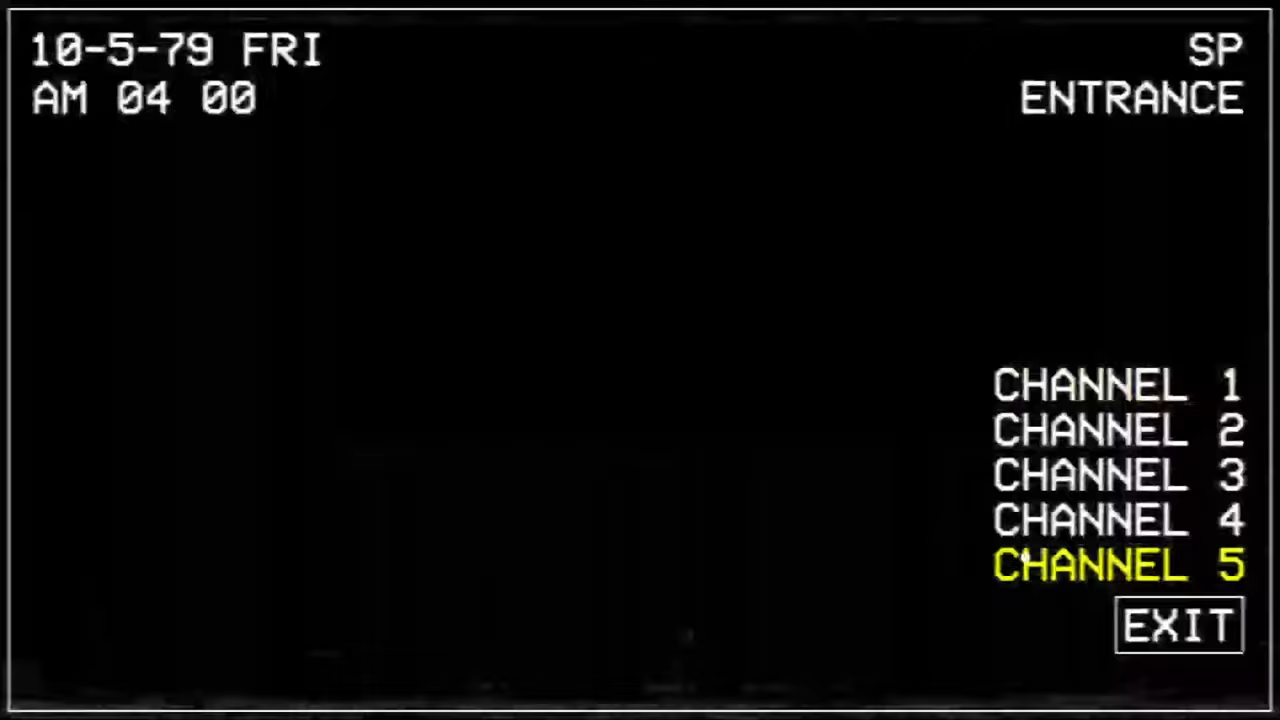 10-5-79 FRI
AM 04 00
SP
ENTRANCE
CHANNEL 1
CHANNEL 2
CHANNEL 3
CHANNEL 4
CHANNEL 5
EXIT